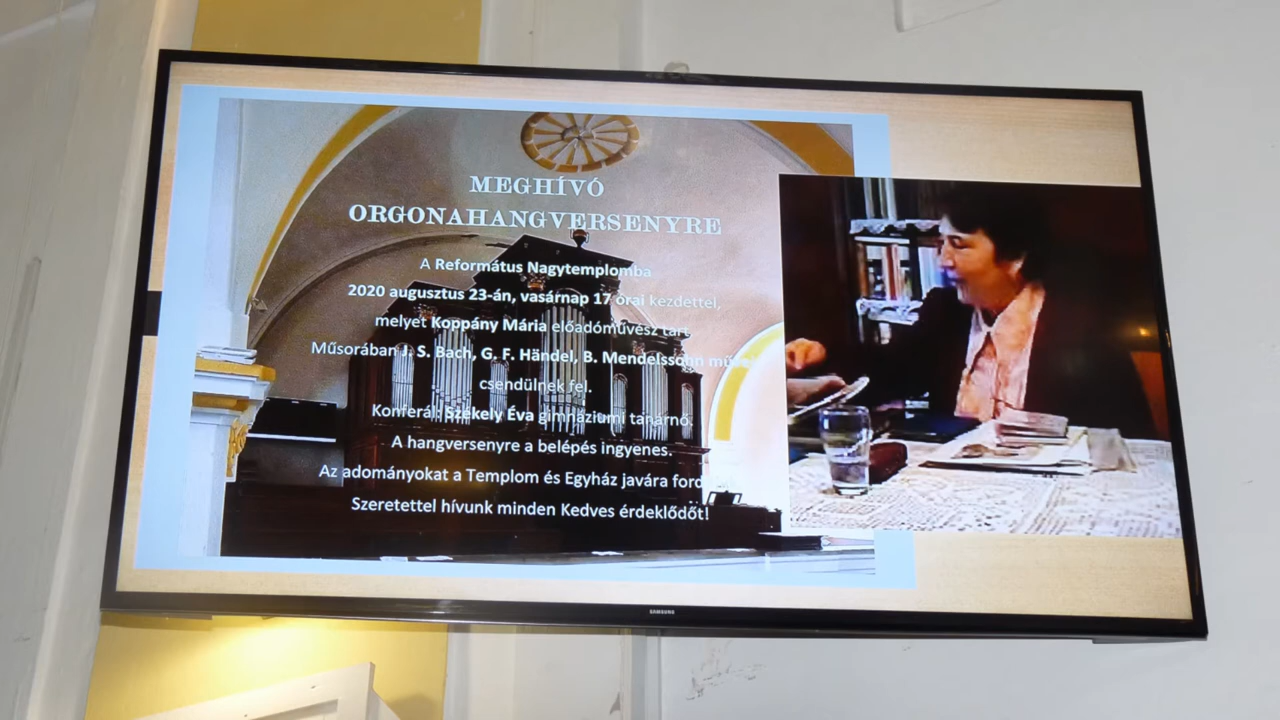 MEGHÍVÓ
ORGONAHANGVERSENYRE
A Református Nagytemplomba
2020 augusztus 23-án, vasárnap 17 órai kezdettel,
melyet Koppány Mária előadóművész tart
Műsorában J. S. Bach, G. F. Händel, B. Mendelssohn
csendülnek fel.
Konferál: Székely Éva gimnáziumi tanárnő.
A hangversenyre a belépés ingyenes.
Az adományokat a Templom és Egyház javára ford
Szeretettel hívunk minden Kedves érdeklődőt!
SAMSUNG